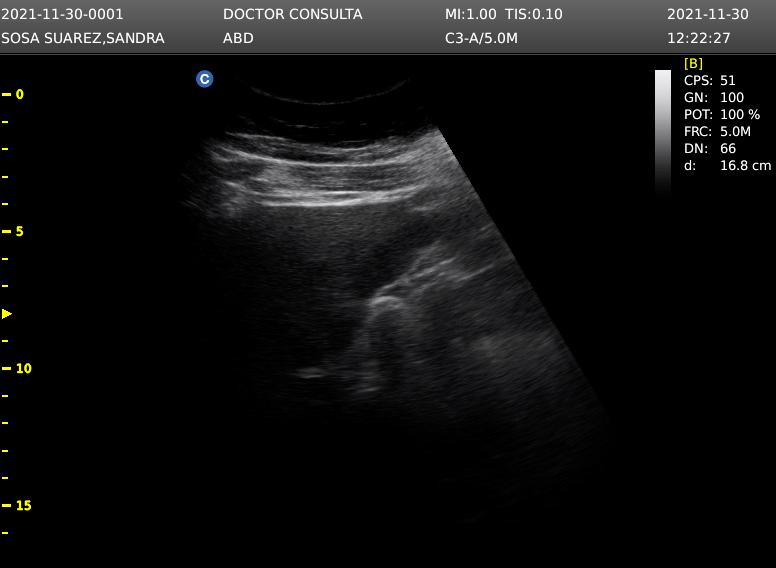 2021-11-30-0001 DOCTOR CONSULTA MI:1.00 TIS:0.10 2021-11-30
SOSA SUAREZ,SANDRA ABD C3-A/5.0M 12:22:27
C
[B]
CPS: 51
GN: 100
POT: 100 %
FRC: 5.0M
DN: 66
d: 16.8 cm
0
5
10
15